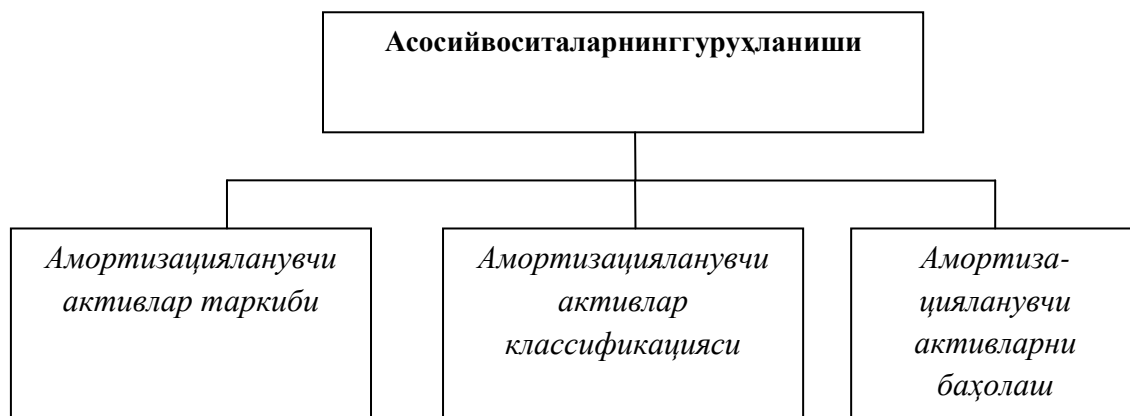 Асосийвоситаларнинггуруҳланиши
Амортизацияланувчи
активлар таркиби
Амортизацияланувчи
активлар
классификацияси
Амортиза-
цияланувчи
активларни
баҳолаш